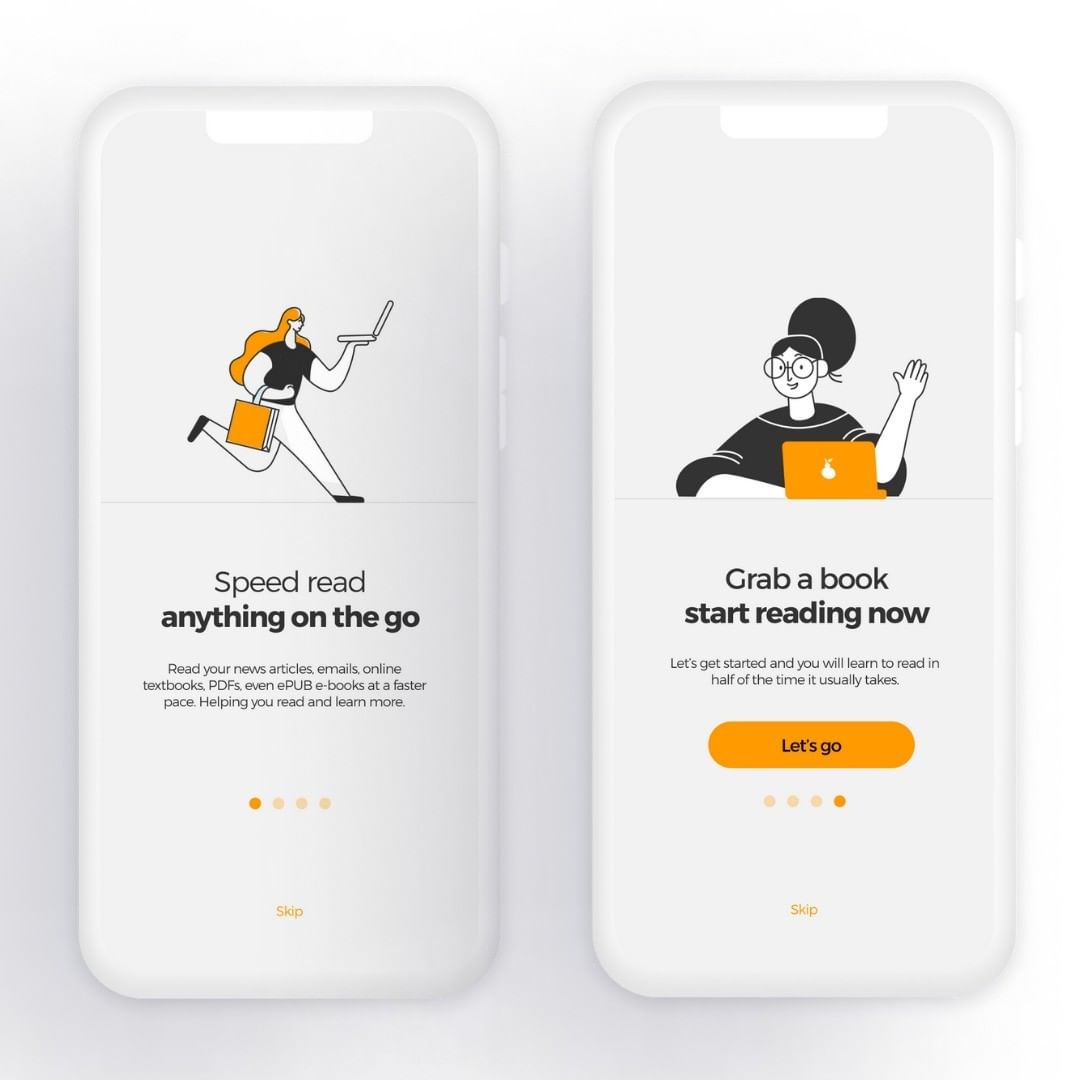 Speed read
anything on the go
Read your news articles, emails, online
textbooks, PDFs, even ePUB e-books at a faster
pace. Helping you read and learn more.
Skip
Grab a book
start reading now
Let's get started and you will learn to read in
half of the time it usually takes.
Let's go
Skip